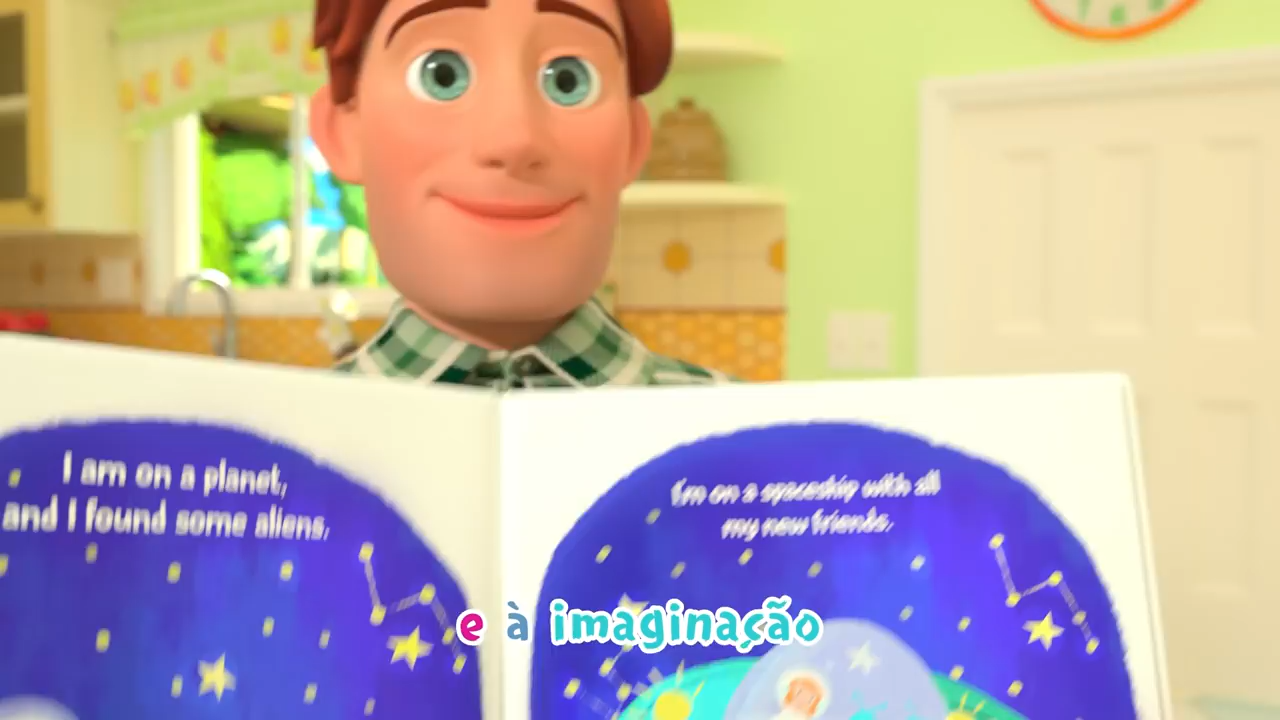 I am on a planet,
and I found some aliens.
I'm on a spaceship with all
my new friends.
e à imaginação